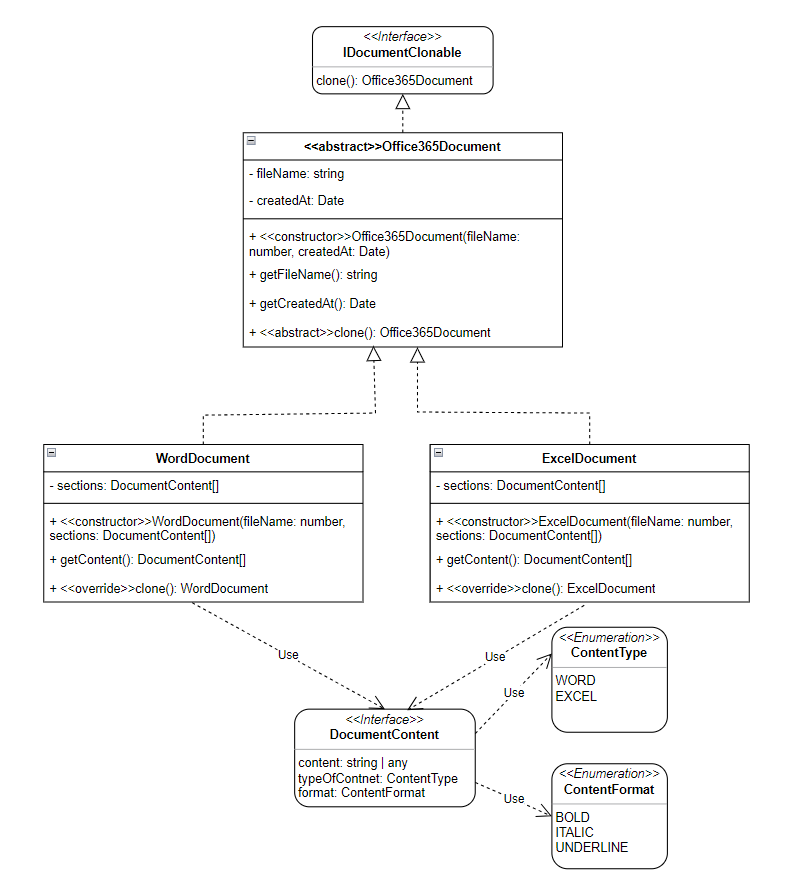 <<Interface>>
IDocumentClonable
clone(): Office365Document
<<abstract>>Office365Document
- fileName: string
- createdAt: Date
+ <<constructor>>Office365Document(fileName:
number, createdAt: Date)
+ getFileName(): string
+ getCreatedAt(): Date
+ <<abstract>>clone(): Office365Document
WordDocument
- sections: DocumentContent[]
+ <<constructor>>WordDocument(fileName: number,
sections: DocumentContent[])
+ getContent(): DocumentContent[]
+ <<override>>clone(): WordDocument
ExcelDocument
- sections: DocumentContent[]
+ <<constructor>>ExcelDocument(fileName: number,
sections: DocumentContent[])
+ getContent(): DocumentContent[]
+ <<override>>clone(): ExcelDocument
Use
Use
<<Enumeration>>
ContentType
WORD
EXCEL
Use
<<Interface>>
DocumentContent
content: string | any
typeOfContnet: ContentType
format: ContentFormat
Use
<<Enumeration>>
ContentFormat
BOLD
ITALIC
UNDERLINE